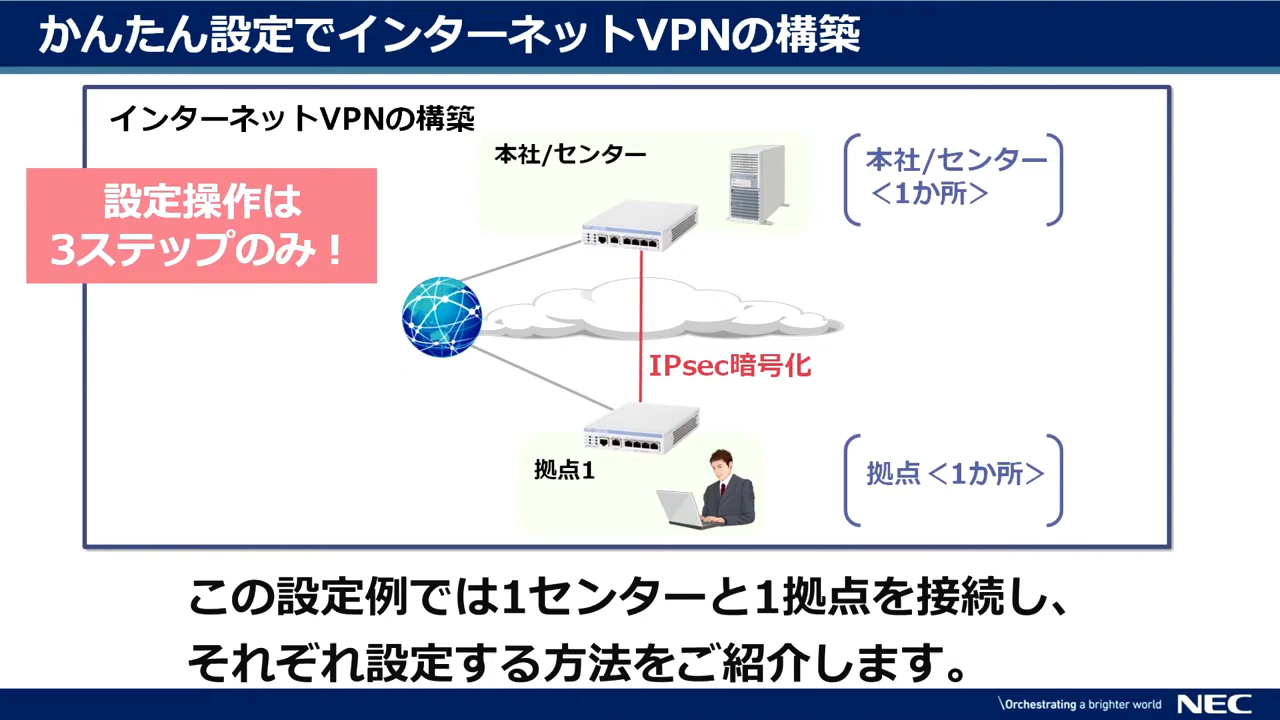 かんたん設定でインターネットVPNの構築
インターネットVPNの構築
設定操作は
3ステップのみ！
本社/センター
本社/センター
＜1か所＞
IPsec暗号化
拠点1
拠点＜1か所＞
この設定例では1センターと1拠点を接続し、
それぞれ設定する方法をご紹介します。
\Orchestrating a brighter world
NEC